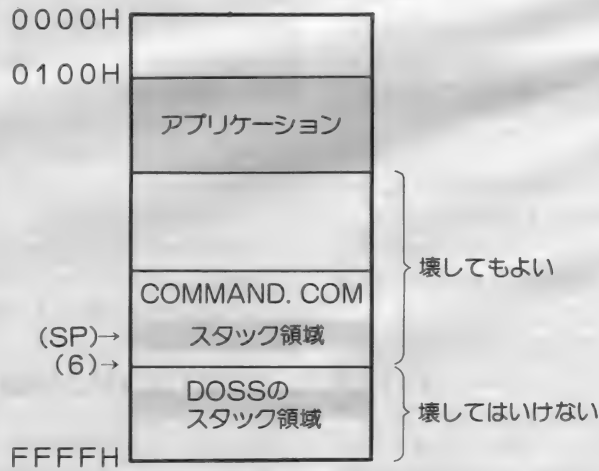 0000H
0100H
アプリケーション
壊してもよい
COMMAND. COM
(SP)→ スタック領域
(6)→
DOSSの
スタック領域
壊してはいけない
FFFFH